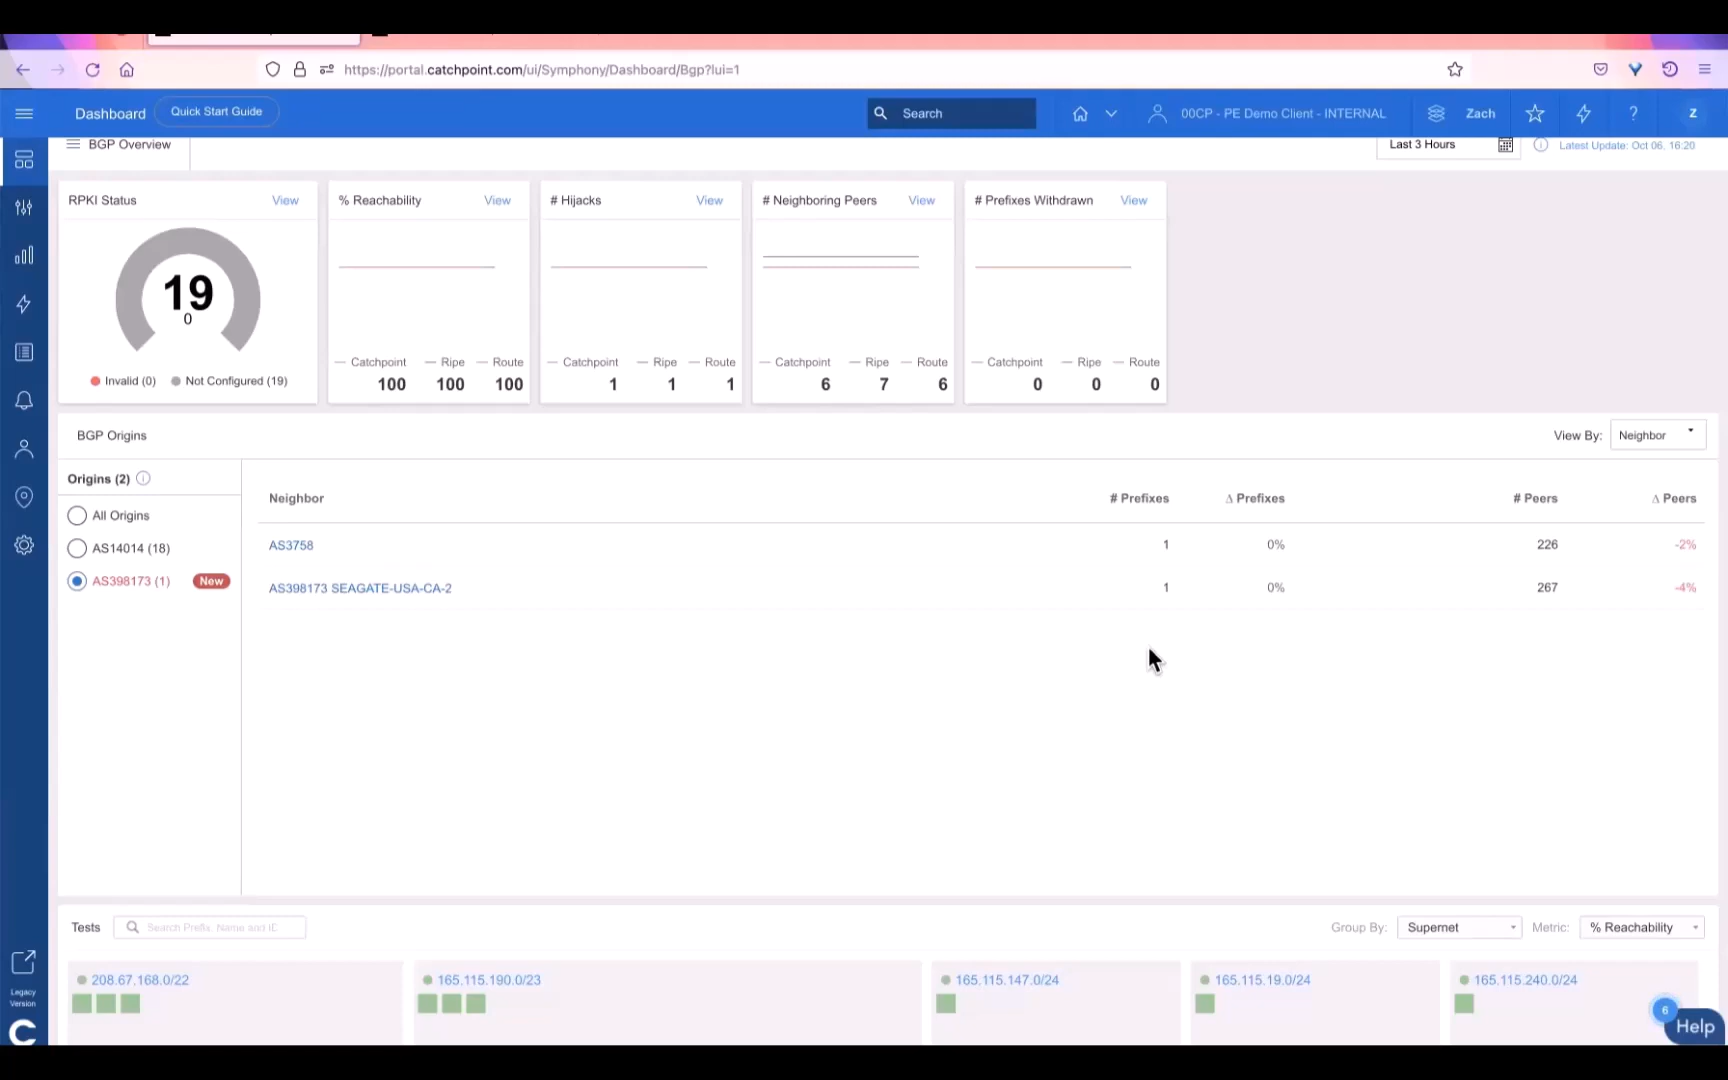 https://portal.catchpoint.com/ui/Symphony/Dashboard/Bgp?lui=1
Dashboard Quick Start Guide Search 00CP - PE Demo Client - INTERNAL Zach ? Z
BGP Overview Last 3 Hours Latest Update: Oct 06, 16:20
RPKI Status View % Reachability View # Hijacks View # Neighboring Peers View # Prefixes Withdrawn View
19
0
Catchpoint Ripe Route Catchpoint Ripe Route Catchpoint Ripe Route Catchpoint Ripe Route
Invalid (0) Not Configured (19) 100 100 100 1 1 1 6 7 6 0 0 0
BGP Origins View By: Neighbor
Origins (2)
Neighbor # Prefixes Δ Prefixes # Peers Δ Peers
All Origins
AS3758 1 0% 226 -2%
AS14014 (18)
AS398173 (1) New
AS398173 SEAGATE-USA-CA-2 1 0% 267 -4%
Tests Search Prefix, Name and ID Group By: Supernet Metric: % Reachability
208.67.168.0/22 165.115.190.0/23 165.115.147.0/24 165.115.19.0/24 165.115.240.0/24
Legacy
Version
6
Help